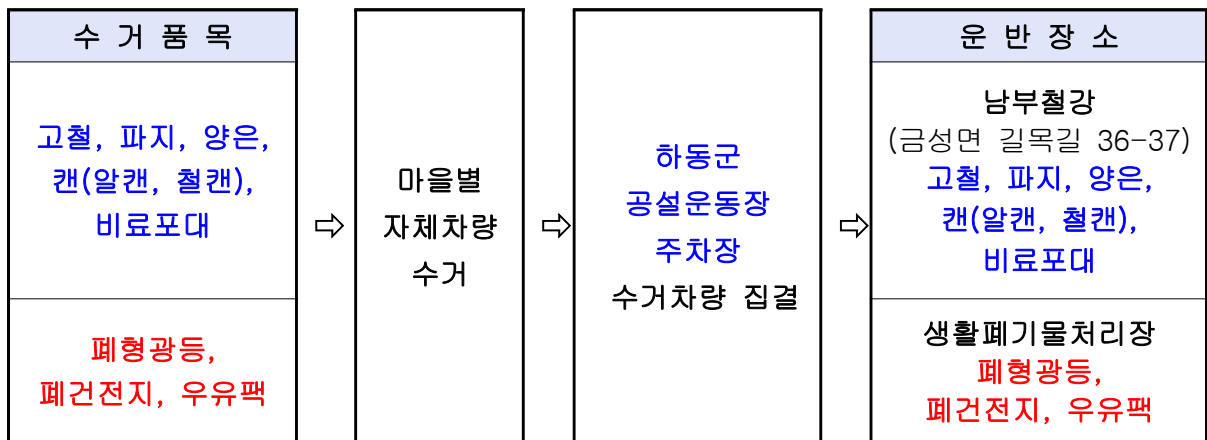 수 거 품 목
고철, 파지, 양은,
캔(알캔, 철캔),
비료포대
폐형광등,
폐건전지, 우유팩
⇨
마을별
자체차량
수거
⇨
하동군
공설운동장
주차장
수거차량 집결
⇨
운 반 장 소
남부철강
(금성면 길목길 36-37)
고철, 파지, 양은,
캔(알캔, 철캔),
비료포대
생활폐기물처리장
폐형광등,
폐건전지, 우유팩